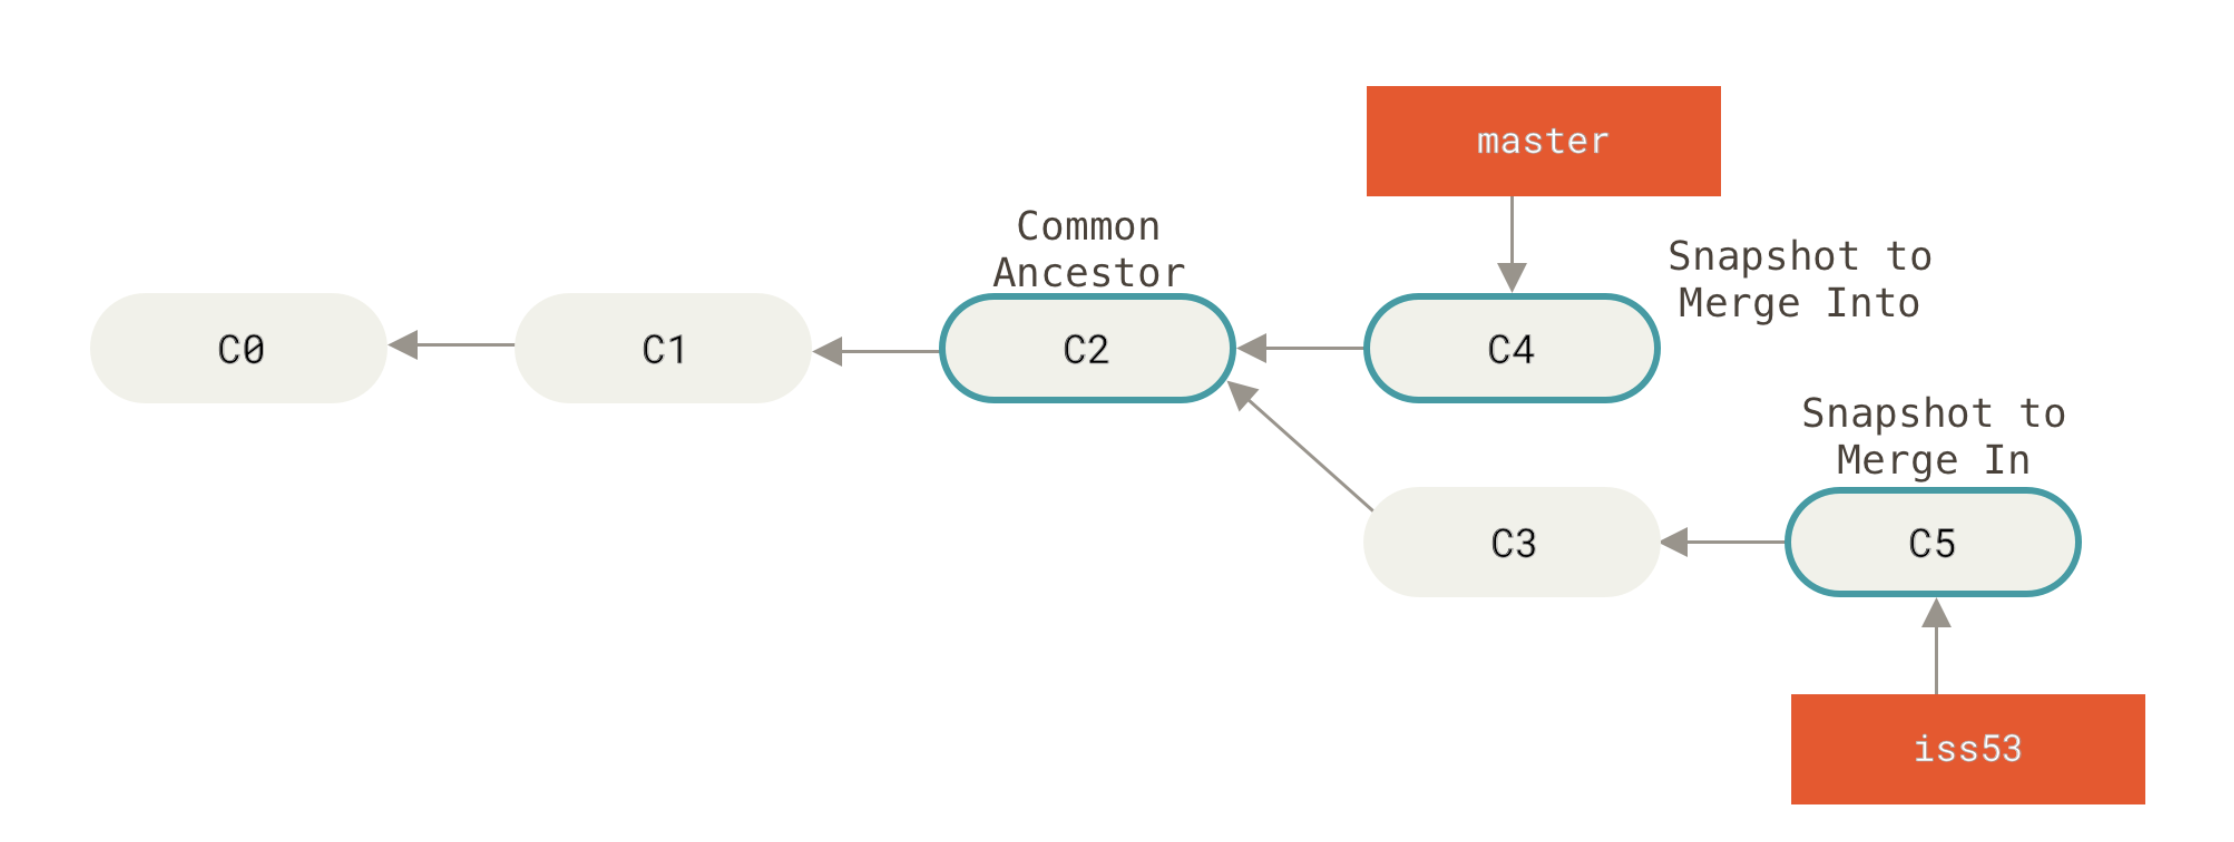 master
Common
Ancestor
Snapshot to
Merge Into
C0
C1
C2
C4
Snapshot to
Merge In
C3
C5
iss53